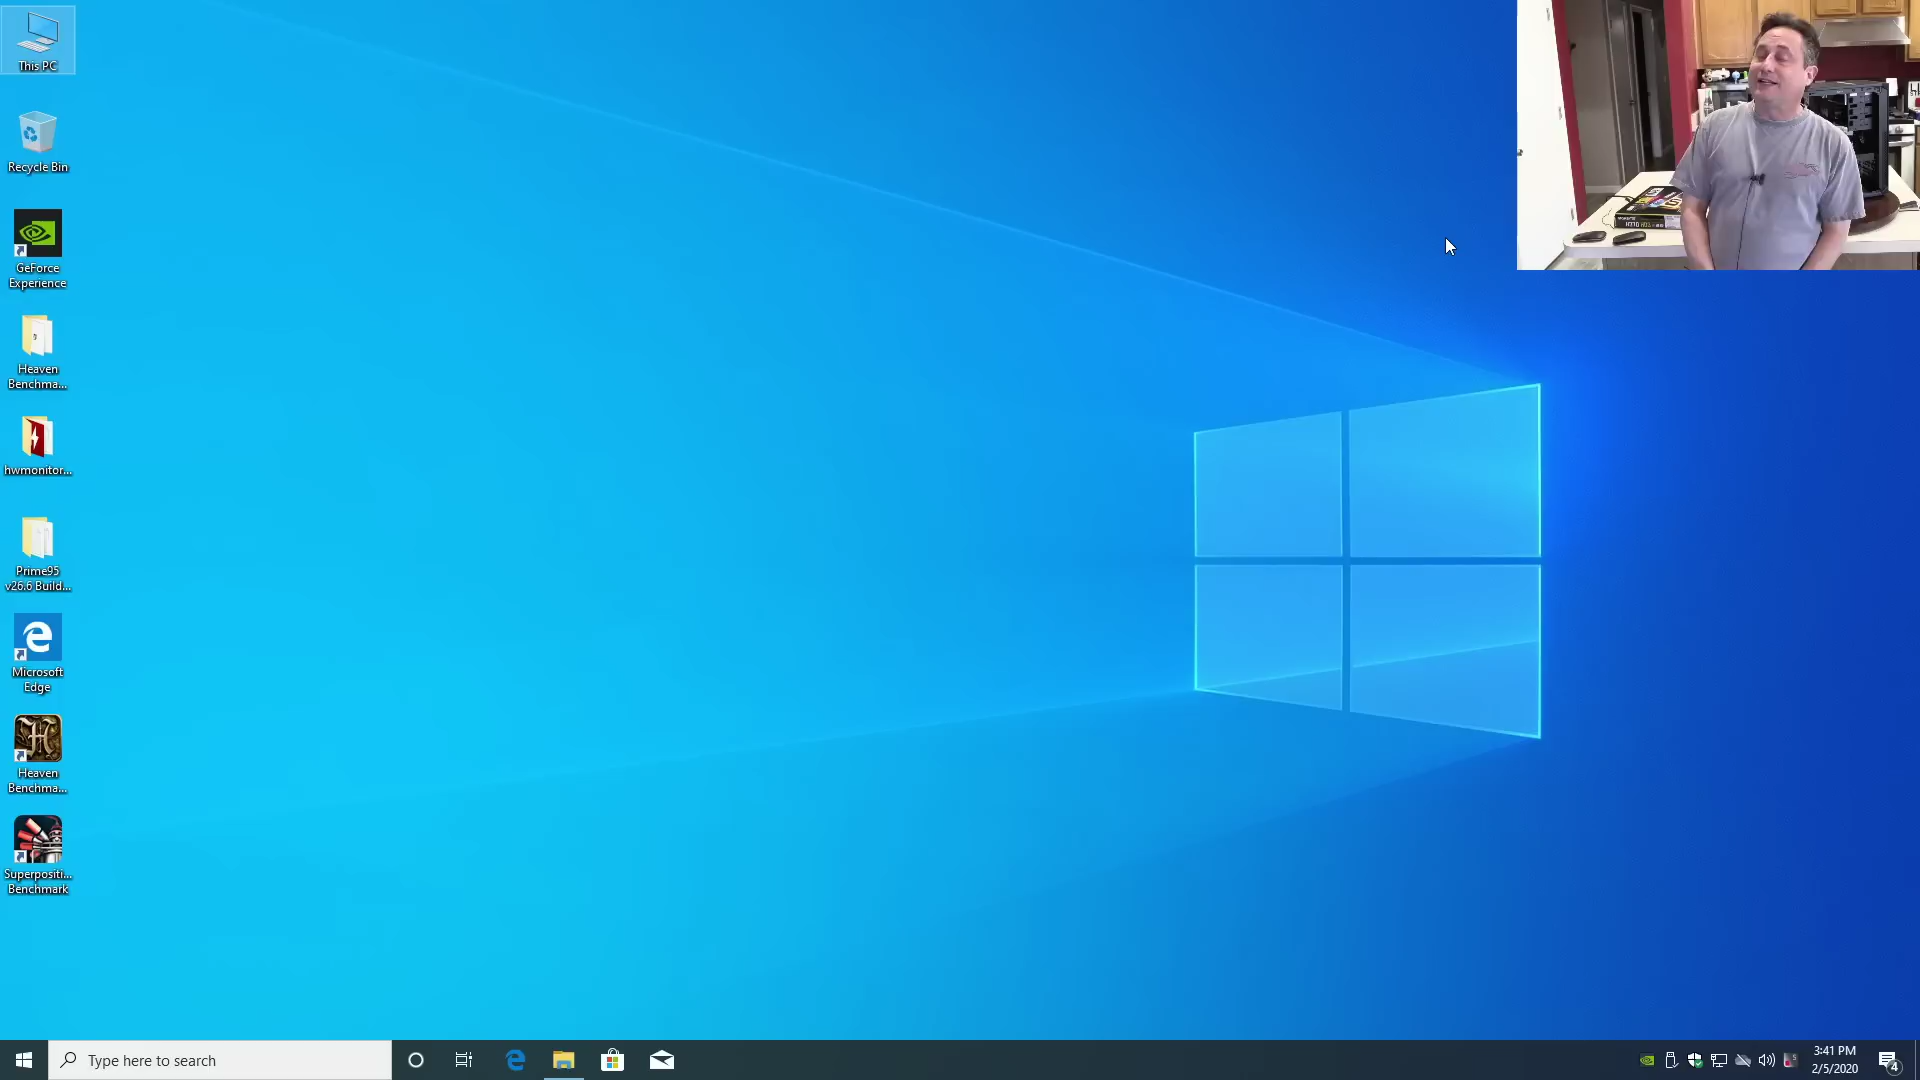 This PC
Recycle Bin
GeForce
Experience
Heaven
Benchma...
hwmonitor...
Prime95
v26.6 Build...
Microsoft
Edge
Heaven
Benchma...
Superpositi...
Benchmark
Type here to search
3:41 PM
2/5/2020
4